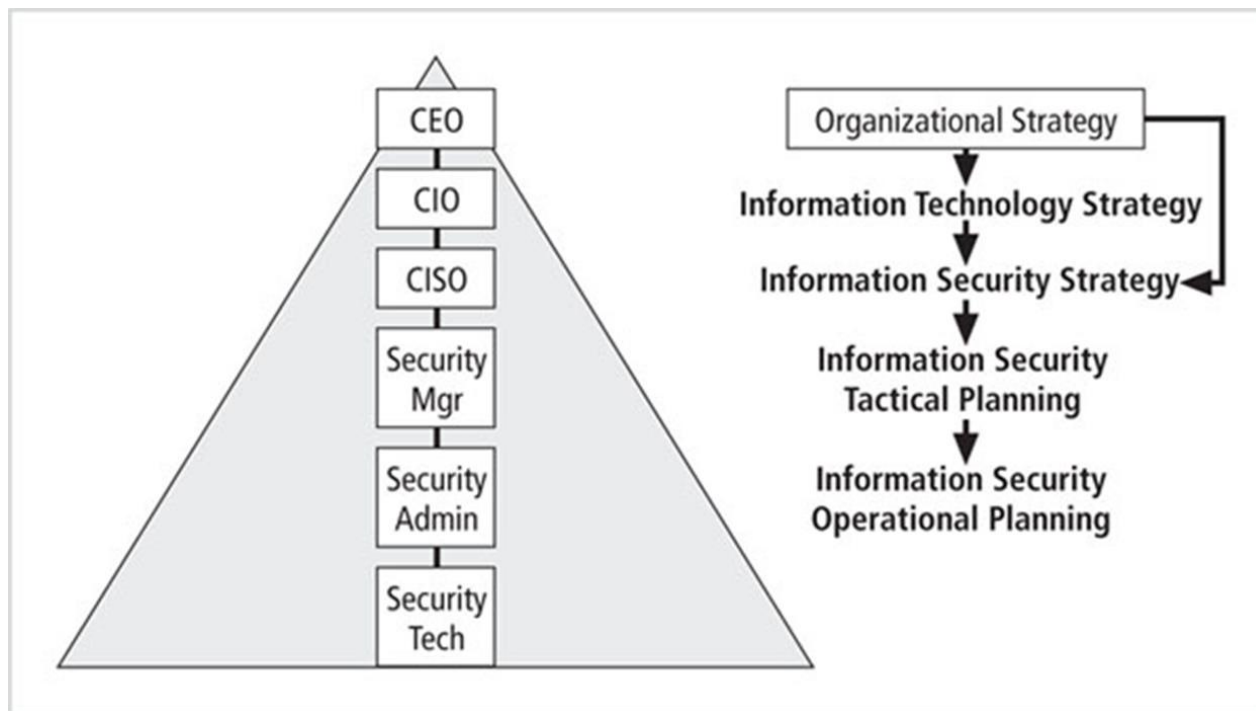 CEO
CIO
CISO
Security
Mgr
Security
Admin
Security
Tech
Organizational Strategy
Information Technology Strategy
Information Security Strategy
Information Security
Tactical Planning
Information Security
Operational Planning